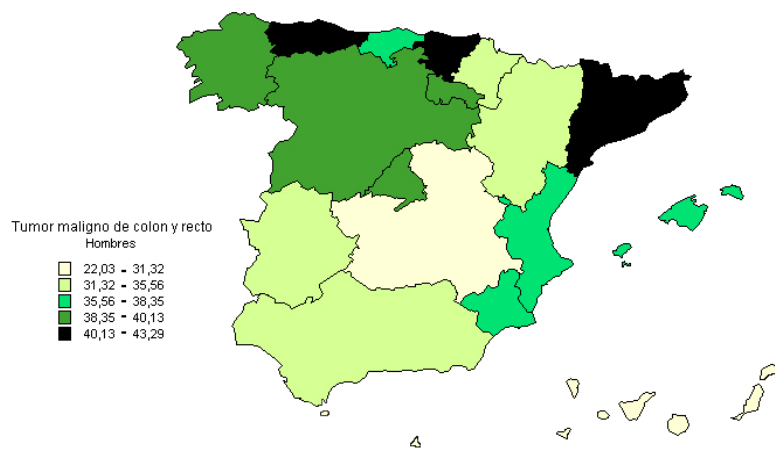 Tumor maligno de colon y recto
Hombres
22,03 - 31,32
31,32 - 35,56
35,56 - 38,35
38,35 - 40,13
40,13 - 43,29